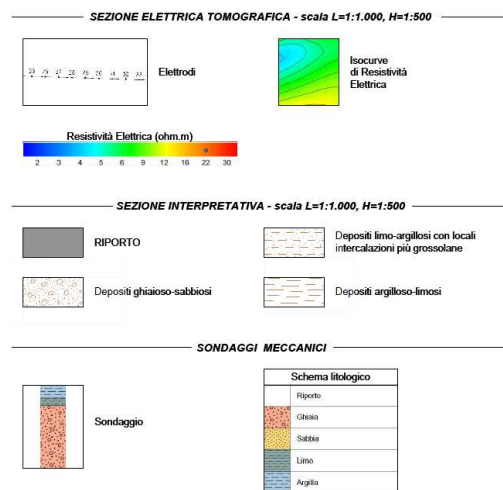 SEZIONE ELETTRICA TOMOGRAFICA - scala L=1:1.000, H=1:500
Elettrodi
Isocurve
di Resistività
Elettrica
Resistività Elettrica (ohm.m)
2 3 4 5 6 9 12 16 22 30
SEZIONE INTERPRETATIVA - scala L=1:1.000, H=1:500
RIPORTO
Depositi limo-argillosi con locali
intercalazioni più grossolane
Depositi ghiaioso-sabbiosi
Depositi argilloso-limosi
SONDAGGI MECCANICI
Sondaggio
Schema litologico
Riporto
Ghiaia
Sabbia
Limo
Argilla